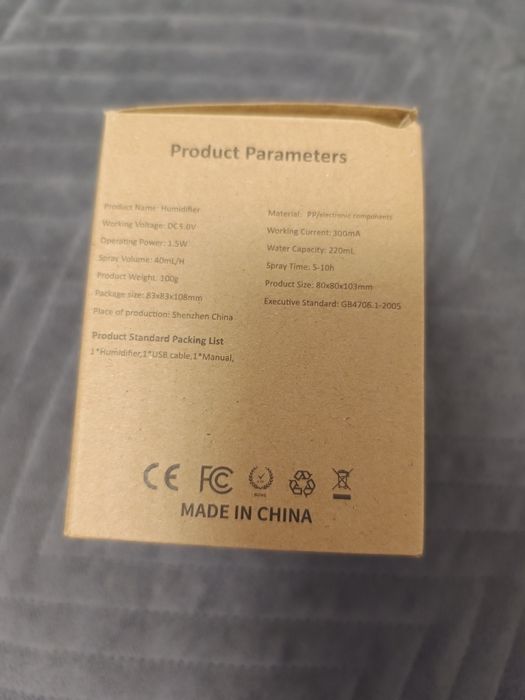 Product Parameters
Product Name: Humidifier
Working Voltage: DC5.0V
Operating Power: 1.5W
Spray Volume: 40mL/H
Product Weight: 100g
Package size: 83x83x108mm
Place of production: Shenzhen China
Material: PP/electronic components
Working Current: 300mA
Water Capacity: 220mL
Spray Time: 5-10h
Product Size: 80x80x103mm
Executive Standard: GB4706.1-2005
Product Standard Packing List
1*Humidifier,1*USB cable,1*Manual,
CE FC
MADE IN CHINA